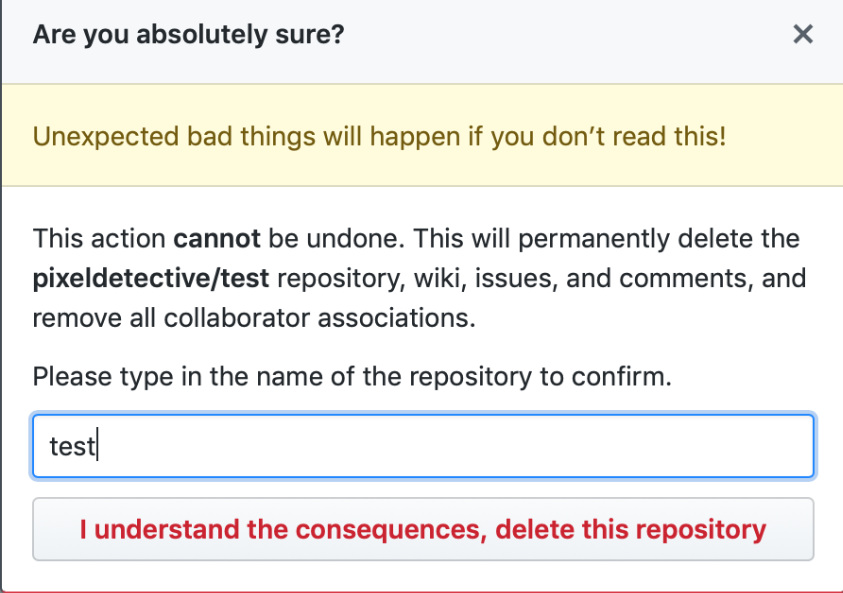 Are you absolutely sure?
Unexpected bad things will happen if you don’t read this!
This action cannot be undone. This will permanently delete the
pixeldetective/test repository, wiki, issues, and comments, and
remove all collaborator associations.
Please type in the name of the repository to confirm.
test
I understand the consequences, delete this repository